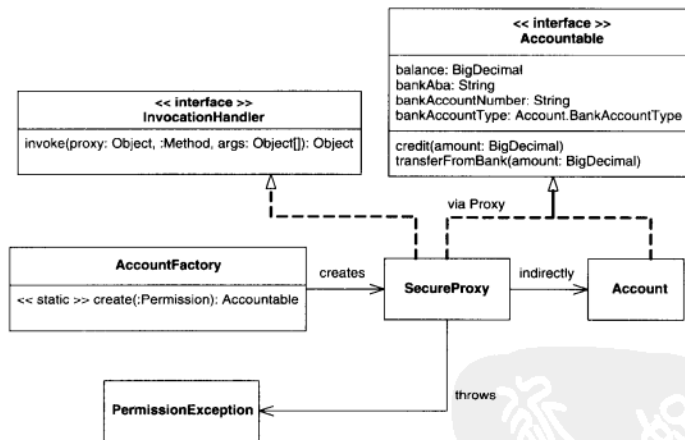 << interface >>
Accountable
balance: BigDecimal
bankAba: String
bankAccountNumber: String
bankAccountType: Account.BankAccountType
credit(amount: BigDecimal)
transferFromBank(amount: BigDecimal)
<< interface >>
InvocationHandler
invoke(proxy: Object, :Method, args: Object[]): Object
via Proxy
AccountFactory
<< static >> create(:Permission): Accountable
creates
SecureProxy
indirectly
Account
throws
PermissionException